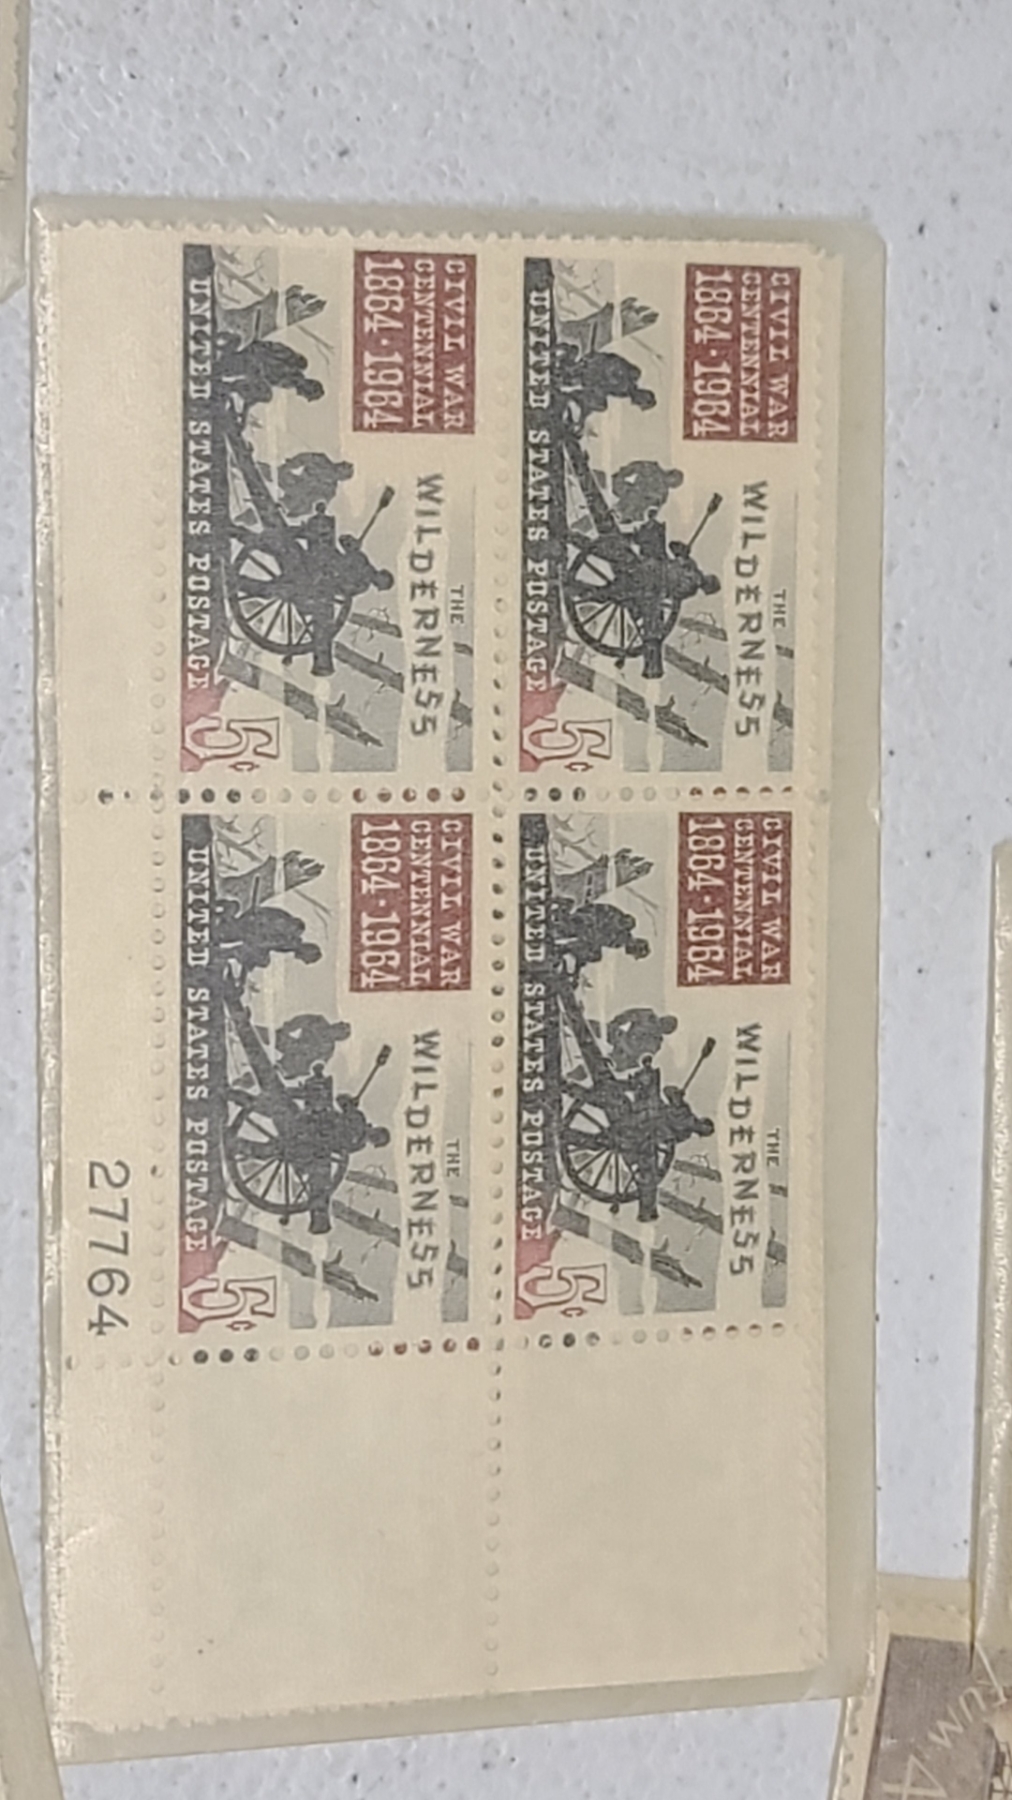 CIVIL WAR
CENTENNIAL
1864·1964
THE
WILDERNESS
5c
UNITED STATES POSTAGE
CIVIL WAR
CENTENNIAL
1864·1964
THE
WILDERNESS
5c
UNITED STATES POSTAGE
CIVIL WAR
CENTENNIAL
1864·1964
THE
WILDERNESS
5c
UNITED STATES POSTAGE
CIVIL WAR
CENTENNIAL
1864·1964
THE
WILDERNESS
5c
UNITED STATES POSTAGE
27764